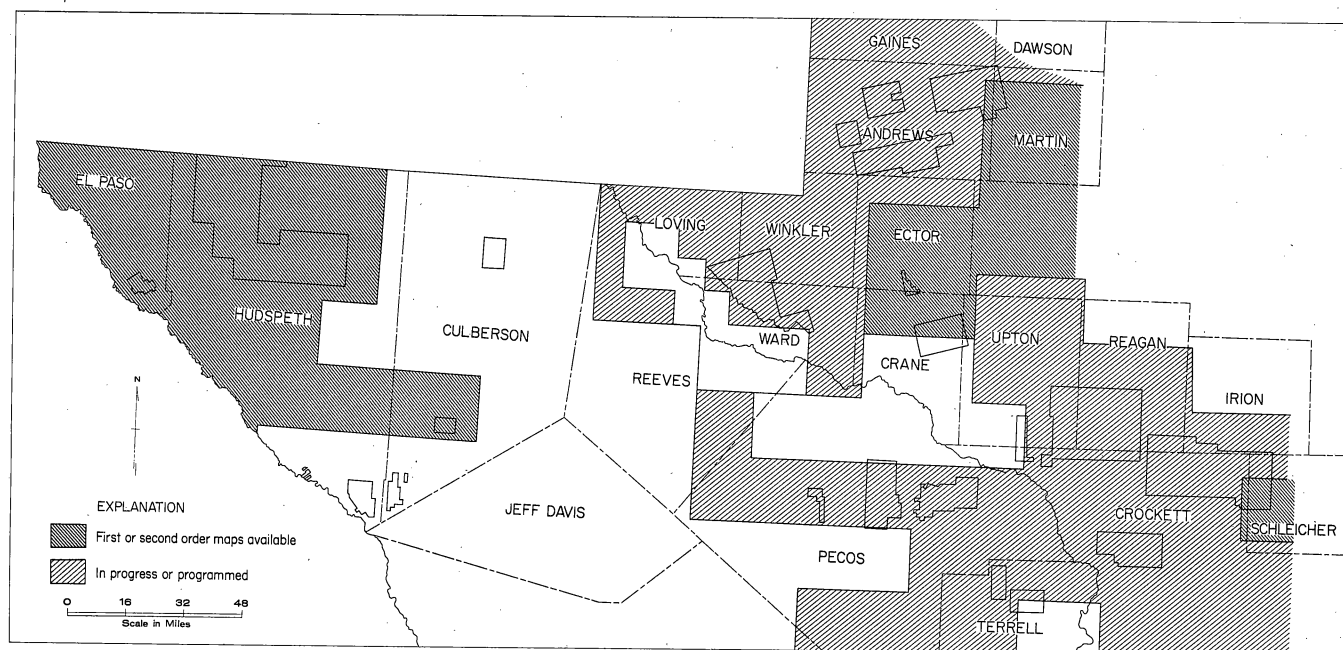 GAINES
DAWSON
ANDREWS
MARTIN
EL PASO
LOVING
WINKLER
ECTOR
HUDSPETH
CULBERSON
WARD
UPTON
REAGAN
CRANE
REEVES
IRION
N
EXPLANATION
First or second order maps available
In progress or programmed
0 16 32 48
Scale in Miles
JEFF DAVIS
CROCKETT
SCHLEICHER
PECOS
TERRELL